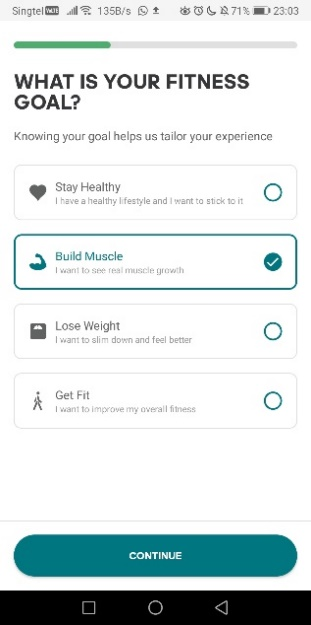 Singtel VoLTE 135B/s 71% 23:03
WHAT IS YOUR FITNESS
GOAL?
Knowing your goal helps us tailor your experience
Stay Healthy
I have a healthy lifestyle and I want to stick to it
Build Muscle
I want to see real muscle growth
Lose Weight
I want to slim down and feel better
Get Fit
I want to improve my overall fitness
CONTINUE